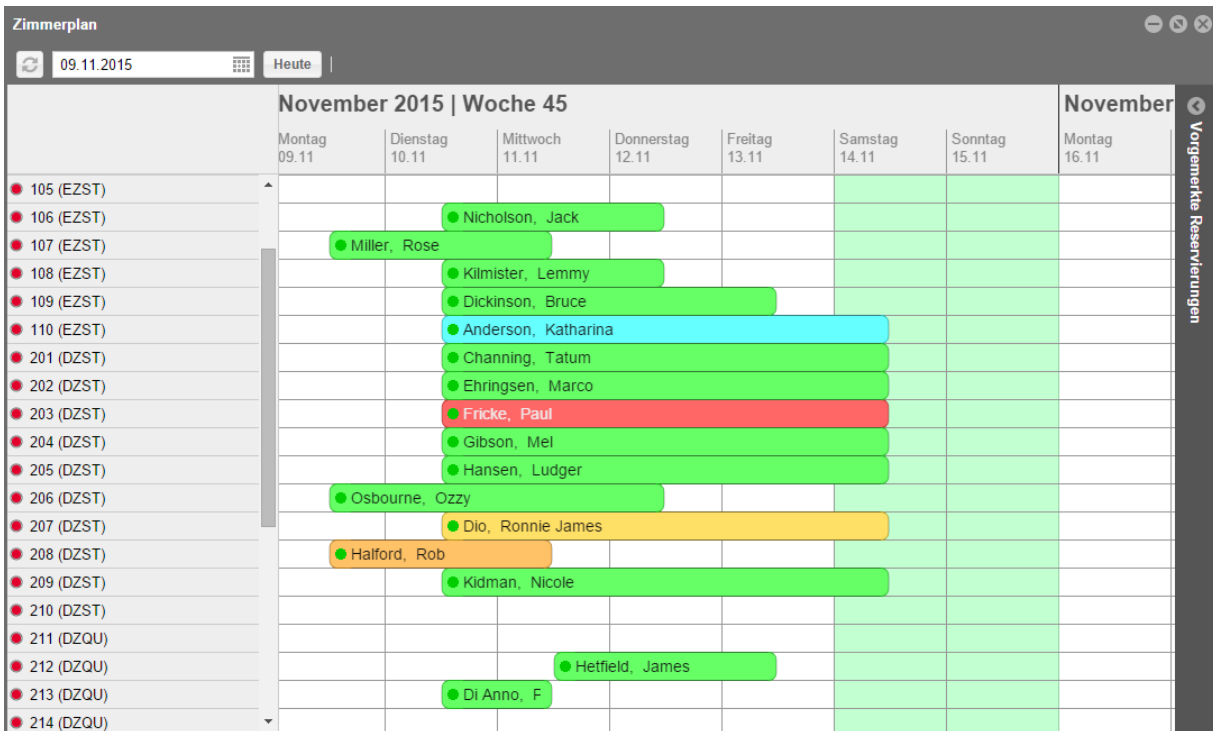 Zimmerplan
09.11.2015 Heute
November 2015 | Woche 45 November
Montag Dienstag Mittwoch Donnerstag Freitag Samstag Sonntag Montag
09.11 10.11 11.11 12.11 13.11 14.11 15.11 16.11
Vorgemerkte Reservierungen
105 (EZST)
106 (EZST) Nicholson, Jack
107 (EZST) Miller, Rose
108 (EZST) Kilmister, Lemmy
109 (EZST) Dickinson, Bruce
110 (EZST) Anderson, Katharina
201 (DZST) Channing, Tatum
202 (DZST) Ehringsen, Marco
203 (DZST) Fricke, Paul
204 (DZST) Gibson, Mel
205 (DZST) Hansen, Ludger
206 (DZST) Osbourne, Ozzy
207 (DZST) Dio, Ronnie James
208 (DZST) Halford, Rob
209 (DZST) Kidman, Nicole
210 (DZST)
211 (DZQU)
212 (DZQU) Hetfield, James
213 (DZQU) Di Anno, F
214 (DZQU)